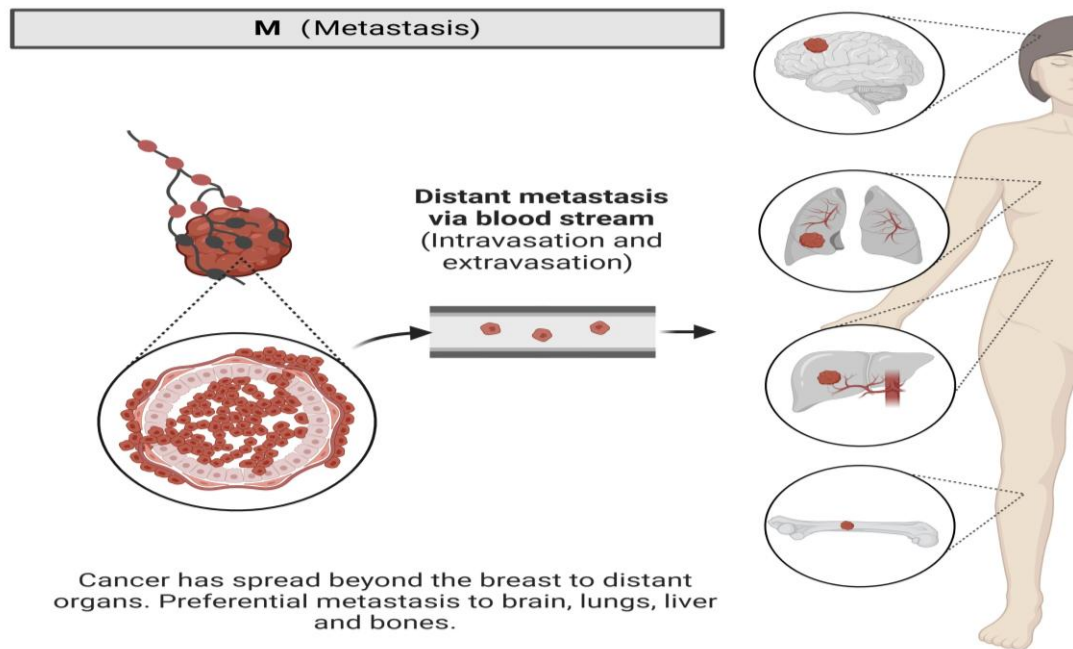 M (Metastasis)
Distant metastasis
via blood stream
(Intravasation and
extravasation)
Cancer has spread beyond the breast to distant
organs. Preferential metastasis to brain, lungs, liver
and bones.